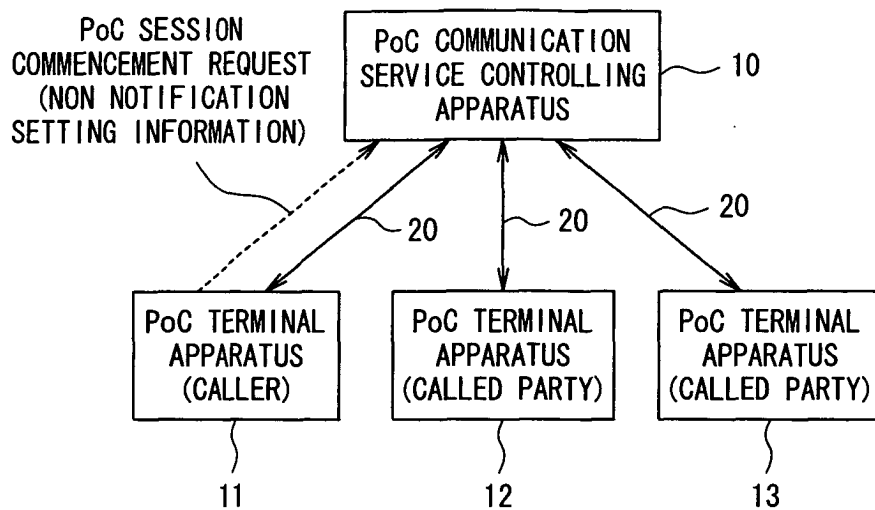 PoC SESSION
COMMENCEMENT REQUEST
(NON NOTIFICATION
SETTING INFORMATION)
PoC COMMUNICATION
SERVICE CONTROLLING
APPARATUS
10
20
20
20
PoC TERMINAL
APPARATUS
(CALLER)
PoC TERMINAL
APPARATUS
(CALLED PARTY)
PoC TERMINAL
APPARATUS
(CALLED PARTY)
11
12
13